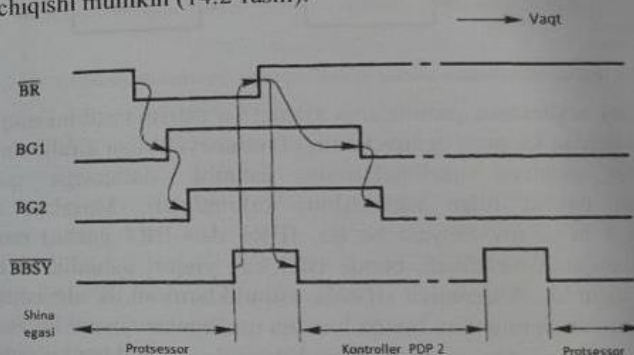 chiqishi mumkin (14.2-rasm).
Vaqt
BR
BG1
BG2
BBSY
Shina
egasi
Protsessor
Kontroller PDP 2
Protsessor